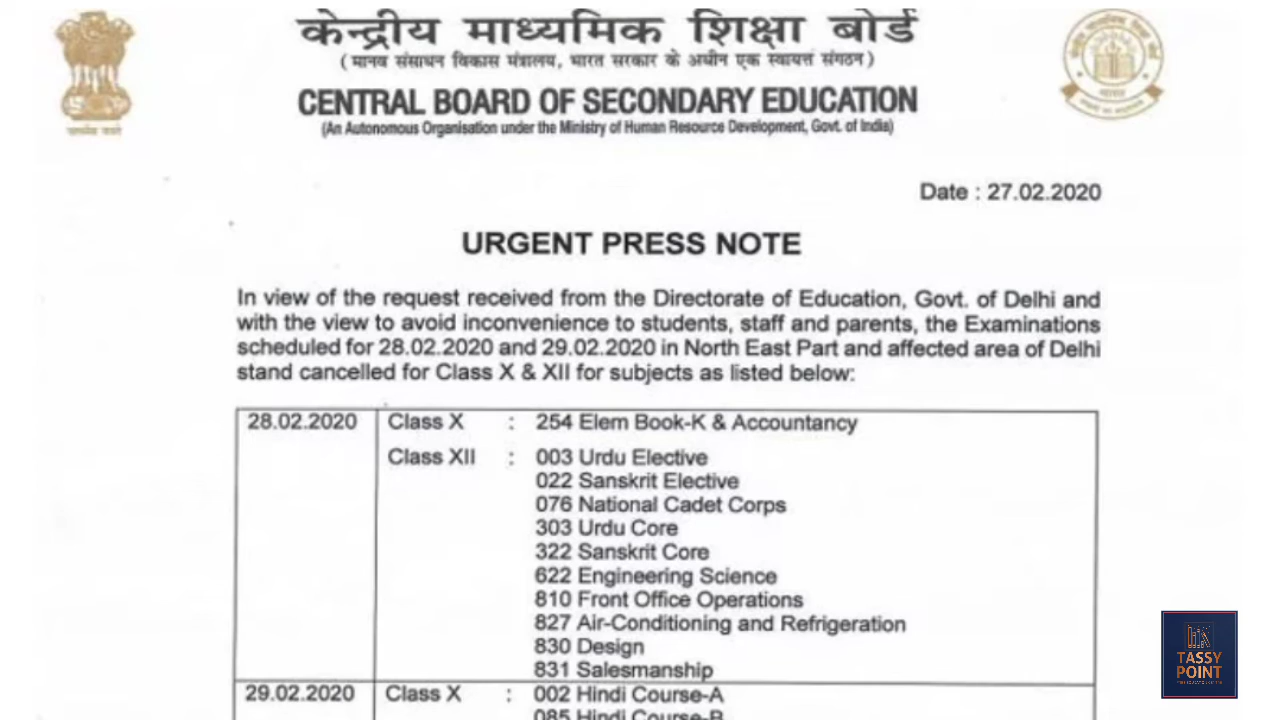 केन्द्रीय माध्यमिक शिक्षा बोर्ड
(मानव संसाधन विकास मंत्रालय, भारत सरकार के अधीन एक स्वायत्त संगठन)
CENTRAL BOARD OF SECONDARY EDUCATION
(An Autonomous Organisation under the Ministry of Human Resource Development, Govt. of India)
Date : 27.02.2020
URGENT PRESS NOTE
In view of the request received from the Directorate of Education, Govt. of Delhi and
with the view to avoid inconvenience to students, staff and parents, the Examinations
scheduled for 28.02.2020 and 29.02.2020 in North East Part and affected area of Delhi
stand cancelled for Class X & XII for subjects as listed below:
28.02.2020 Class X : 254 Elem Book-K & Accountancy
Class XII : 003 Urdu Elective
022 Sanskrit Elective
076 National Cadet Corps
303 Urdu Core
322 Sanskrit Core
622 Engineering Science
810 Front Office Operations
827 Air-Conditioning and Refrigeration
830 Design
831 Salesmanship
29.02.2020 Class X : 002 Hindi Course-A
085 Hindi Course-B
TASSY
POINT